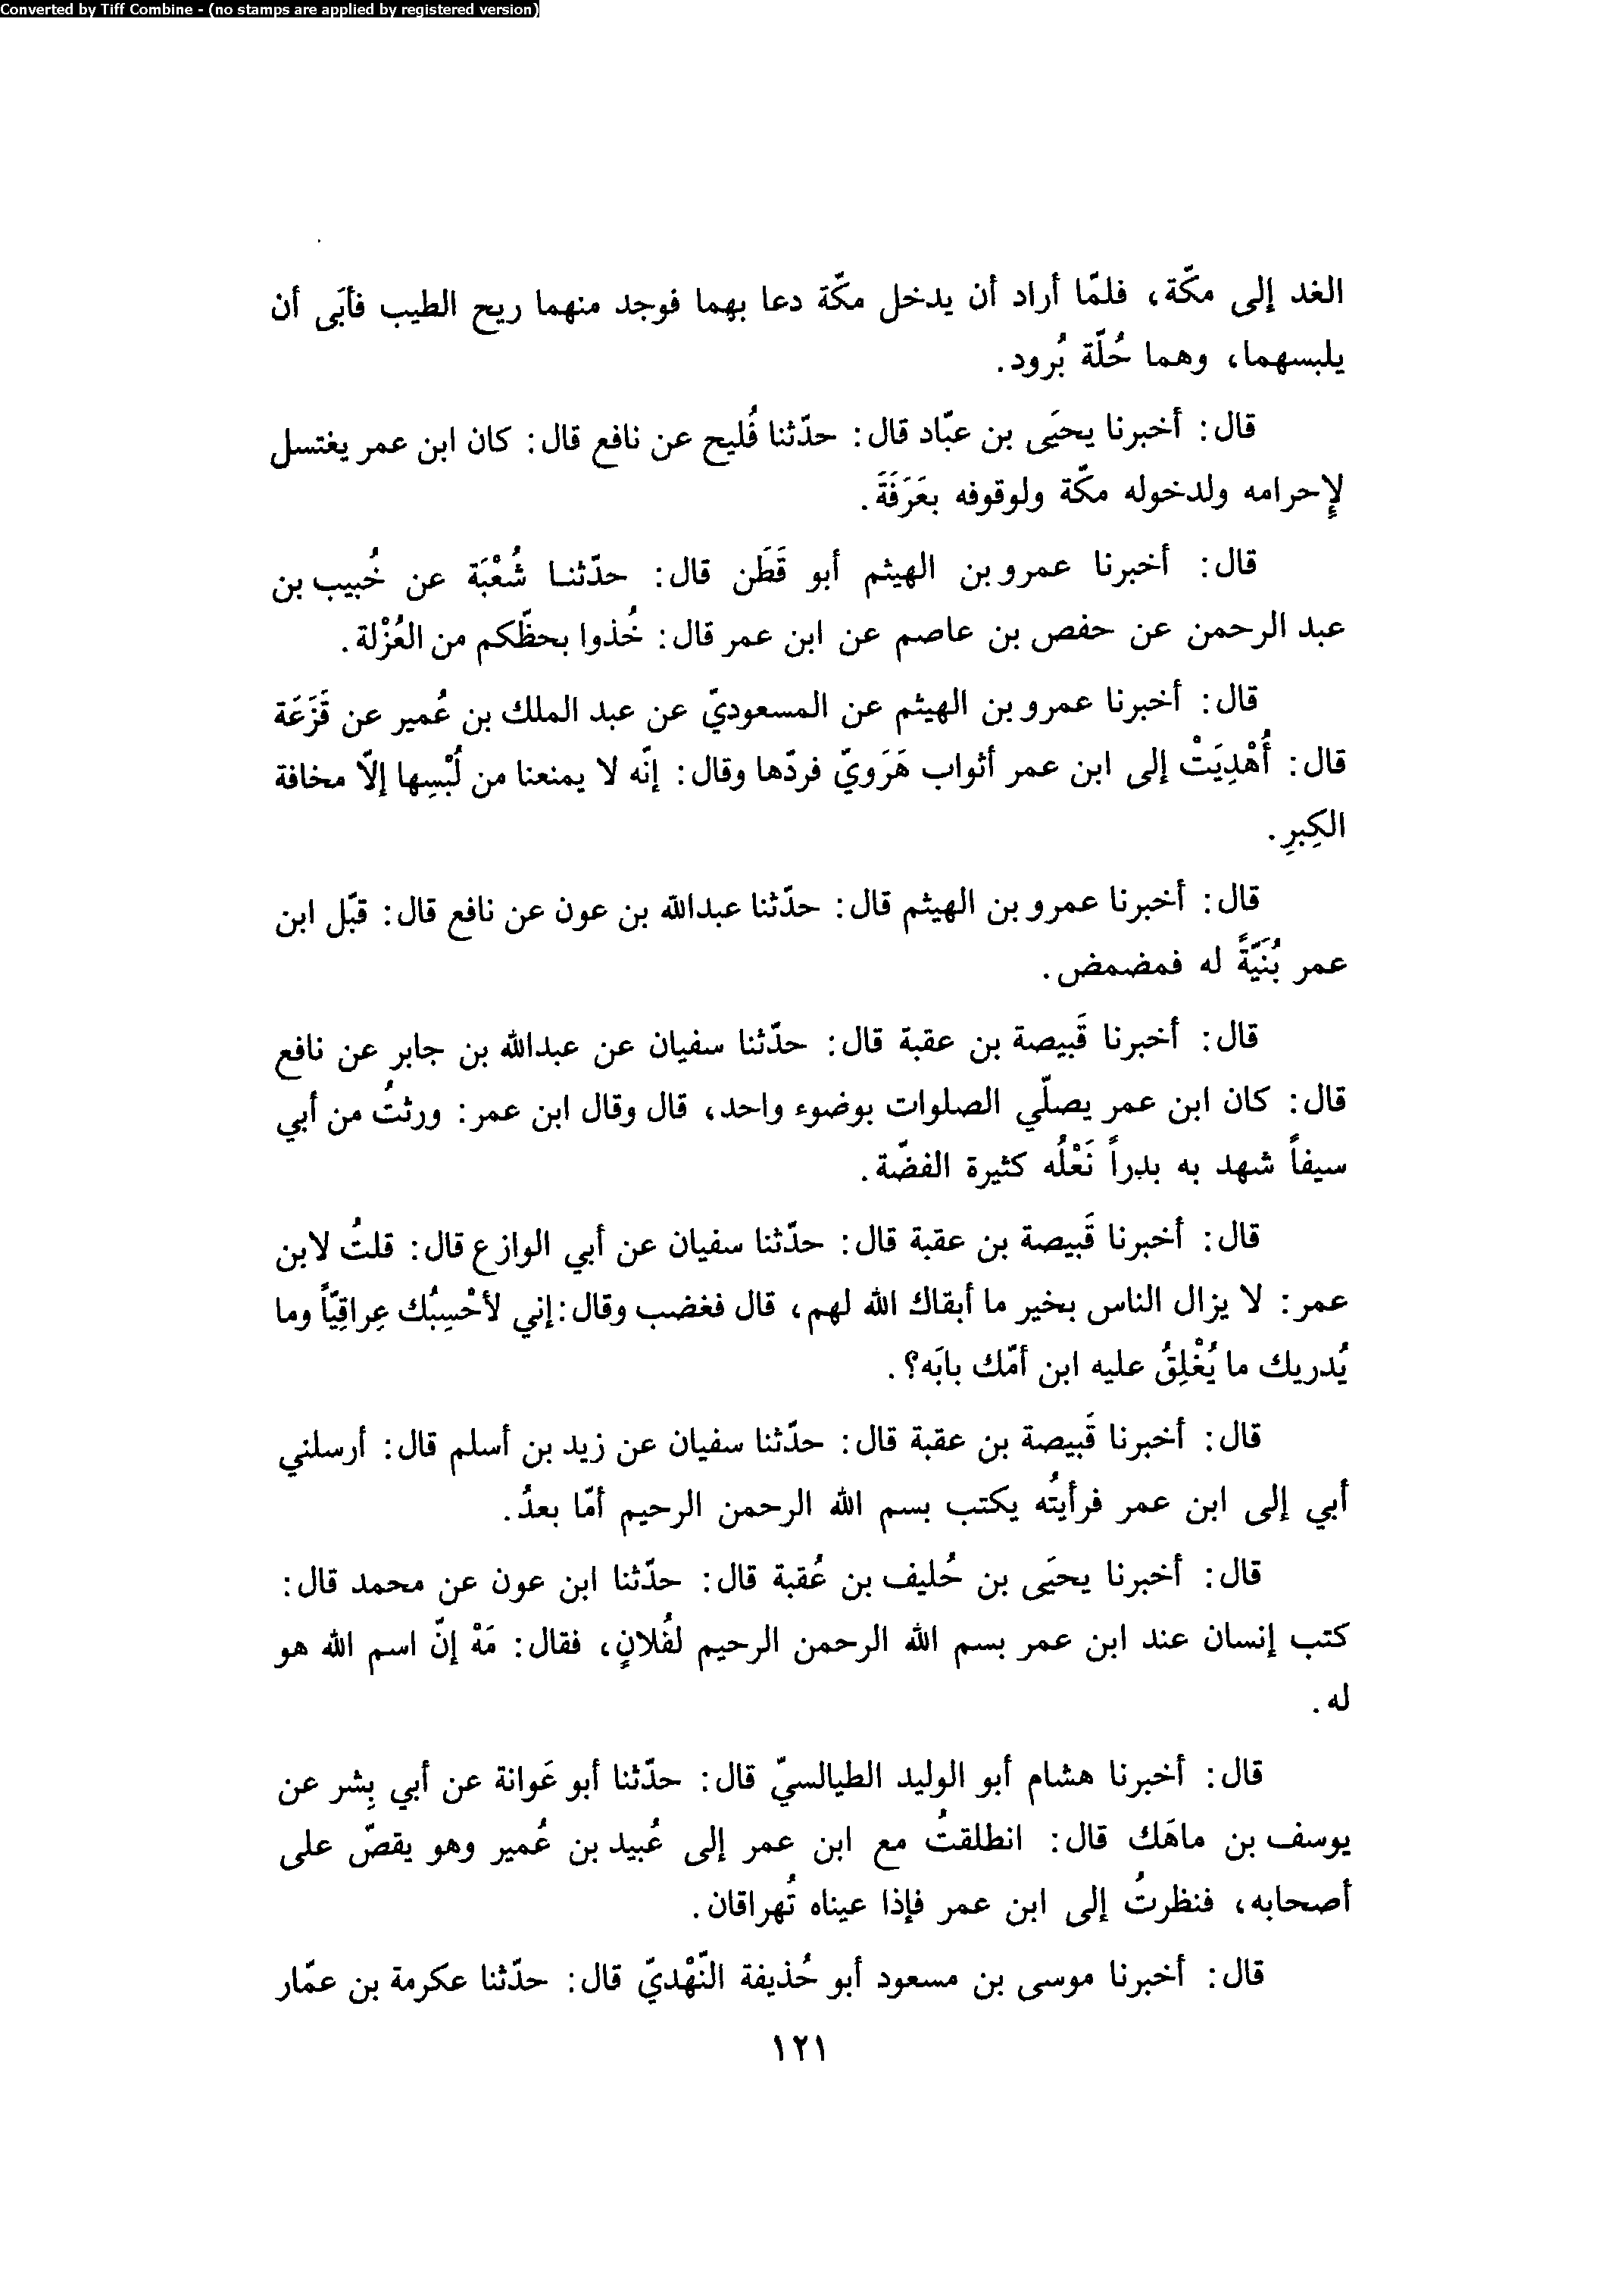 Converted by Tiff Combine - (no stamps are applied by registered version)
الغد إلى مكّة، فلمّا أراد أن يدخل مكّة دعا بهما فوجد منهما ريح الطيب فأبَى أن
يلبسهما، وهما حُلّة بُرود.
قال: أخبرنا يحيَى بن عبّاد قال: حدّثنا فُليح عن نافع قال: كان ابن عمر يغتسل
لإحرامه ولدخوله مكّة ولوقوفه بعَرَفَةَ.
قال: أخبرنا عمرو بن الهيثم أبو قَطَن قال: حدّثنا شُعْبَة عن خُبيب بن
عبد الرحمن عن حفص بن عاصم عن ابن عمر قال: خُذوا بحظّكم من العُزْلة.
قال: أخبرنا عمرو بن الهيثم عن المسعوديّ عن عبد الملك بن عُمير عن قَزَعَة
قال: أُهْدِيَتْ إلى ابن عمر أثواب هَرَويّ فردّها وقال: إنّه لا يمنعنا من لُبْسِها إلاّ مخافة
الكِبرِ.
قال: أخبرنا عمرو بن الهيثم قال: حدّثنا عبدالله بن عون عن نافع قال: قبّل ابن
عمر بُنَيّةً له فمضمض.
قال: أخبرنا قَبيصة بن عقبة قال: حدّثنا سفيان عن عبدالله بن جابر عن نافع
قال: كان ابن عمر يصلّي الصلوات بوضوء واحد، قال وقال ابن عمر: ورثتُ من أبي
سيفاً شهد به بدراً نَعْلُه كثيرة الفضّة.
قال: أخبرنا قَبيصة بن عقبة قال: حدّثنا سفيان عن أبي الوازع قال: قلتُ لابن
عمر: لا يزال الناس بخير ما أبقاك الله لهم، قال فغضب وقال: إني لأحْسِبُك عِراقِيّاً وما
يُدريك ما يُغْلِقُ عليه ابن أمّك بابَه؟.
قال: أخبرنا قَبيصة بن عقبة قال: حدّثنا سفيان عن زيد بن أسلم قال: أرسلني
أبي إلى ابن عمر فرأيتُه يكتب بسم الله الرحمن الرحيم أمّا بعدُ.
قال: أخبرنا يحيَى بن حُليف بن عُقبة قال: حدّثنا ابن عون عن محمد قال:
كتب إنسان عند ابن عمر بسم الله الرحمن الرحيم لفُلانٍ، فقال: مَهْ إنّ اسم الله هو
له.
قال: أخبرنا هشام أبو الوليد الطيالسيّ قال: حدّثنا أبو عَوانة عن أبي بِشر عن
يوسف بن ماهَك قال: انطلقتُ مع ابن عمر إلى عُبيد بن عُمير وهو يقصّ على
أصحابه، فنظرتُ إلى ابن عمر فإذا عيناه تُهراقان.
قال: أخبرنا موسى بن مسعود أبو حُذيفة النّهْديّ قال: حدّثنا عكرمة بن عمّار
١٢١